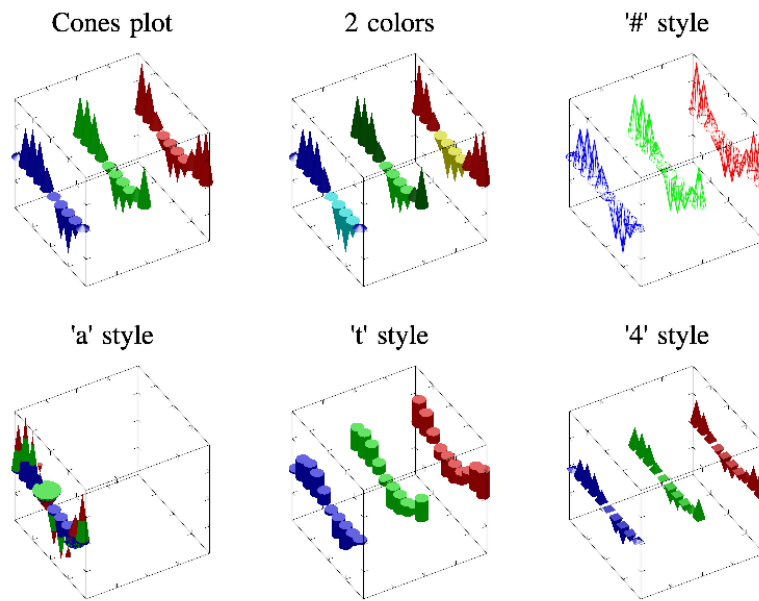 Cones plot
2 colors
'#' style
'a' style
't' style
'4' style